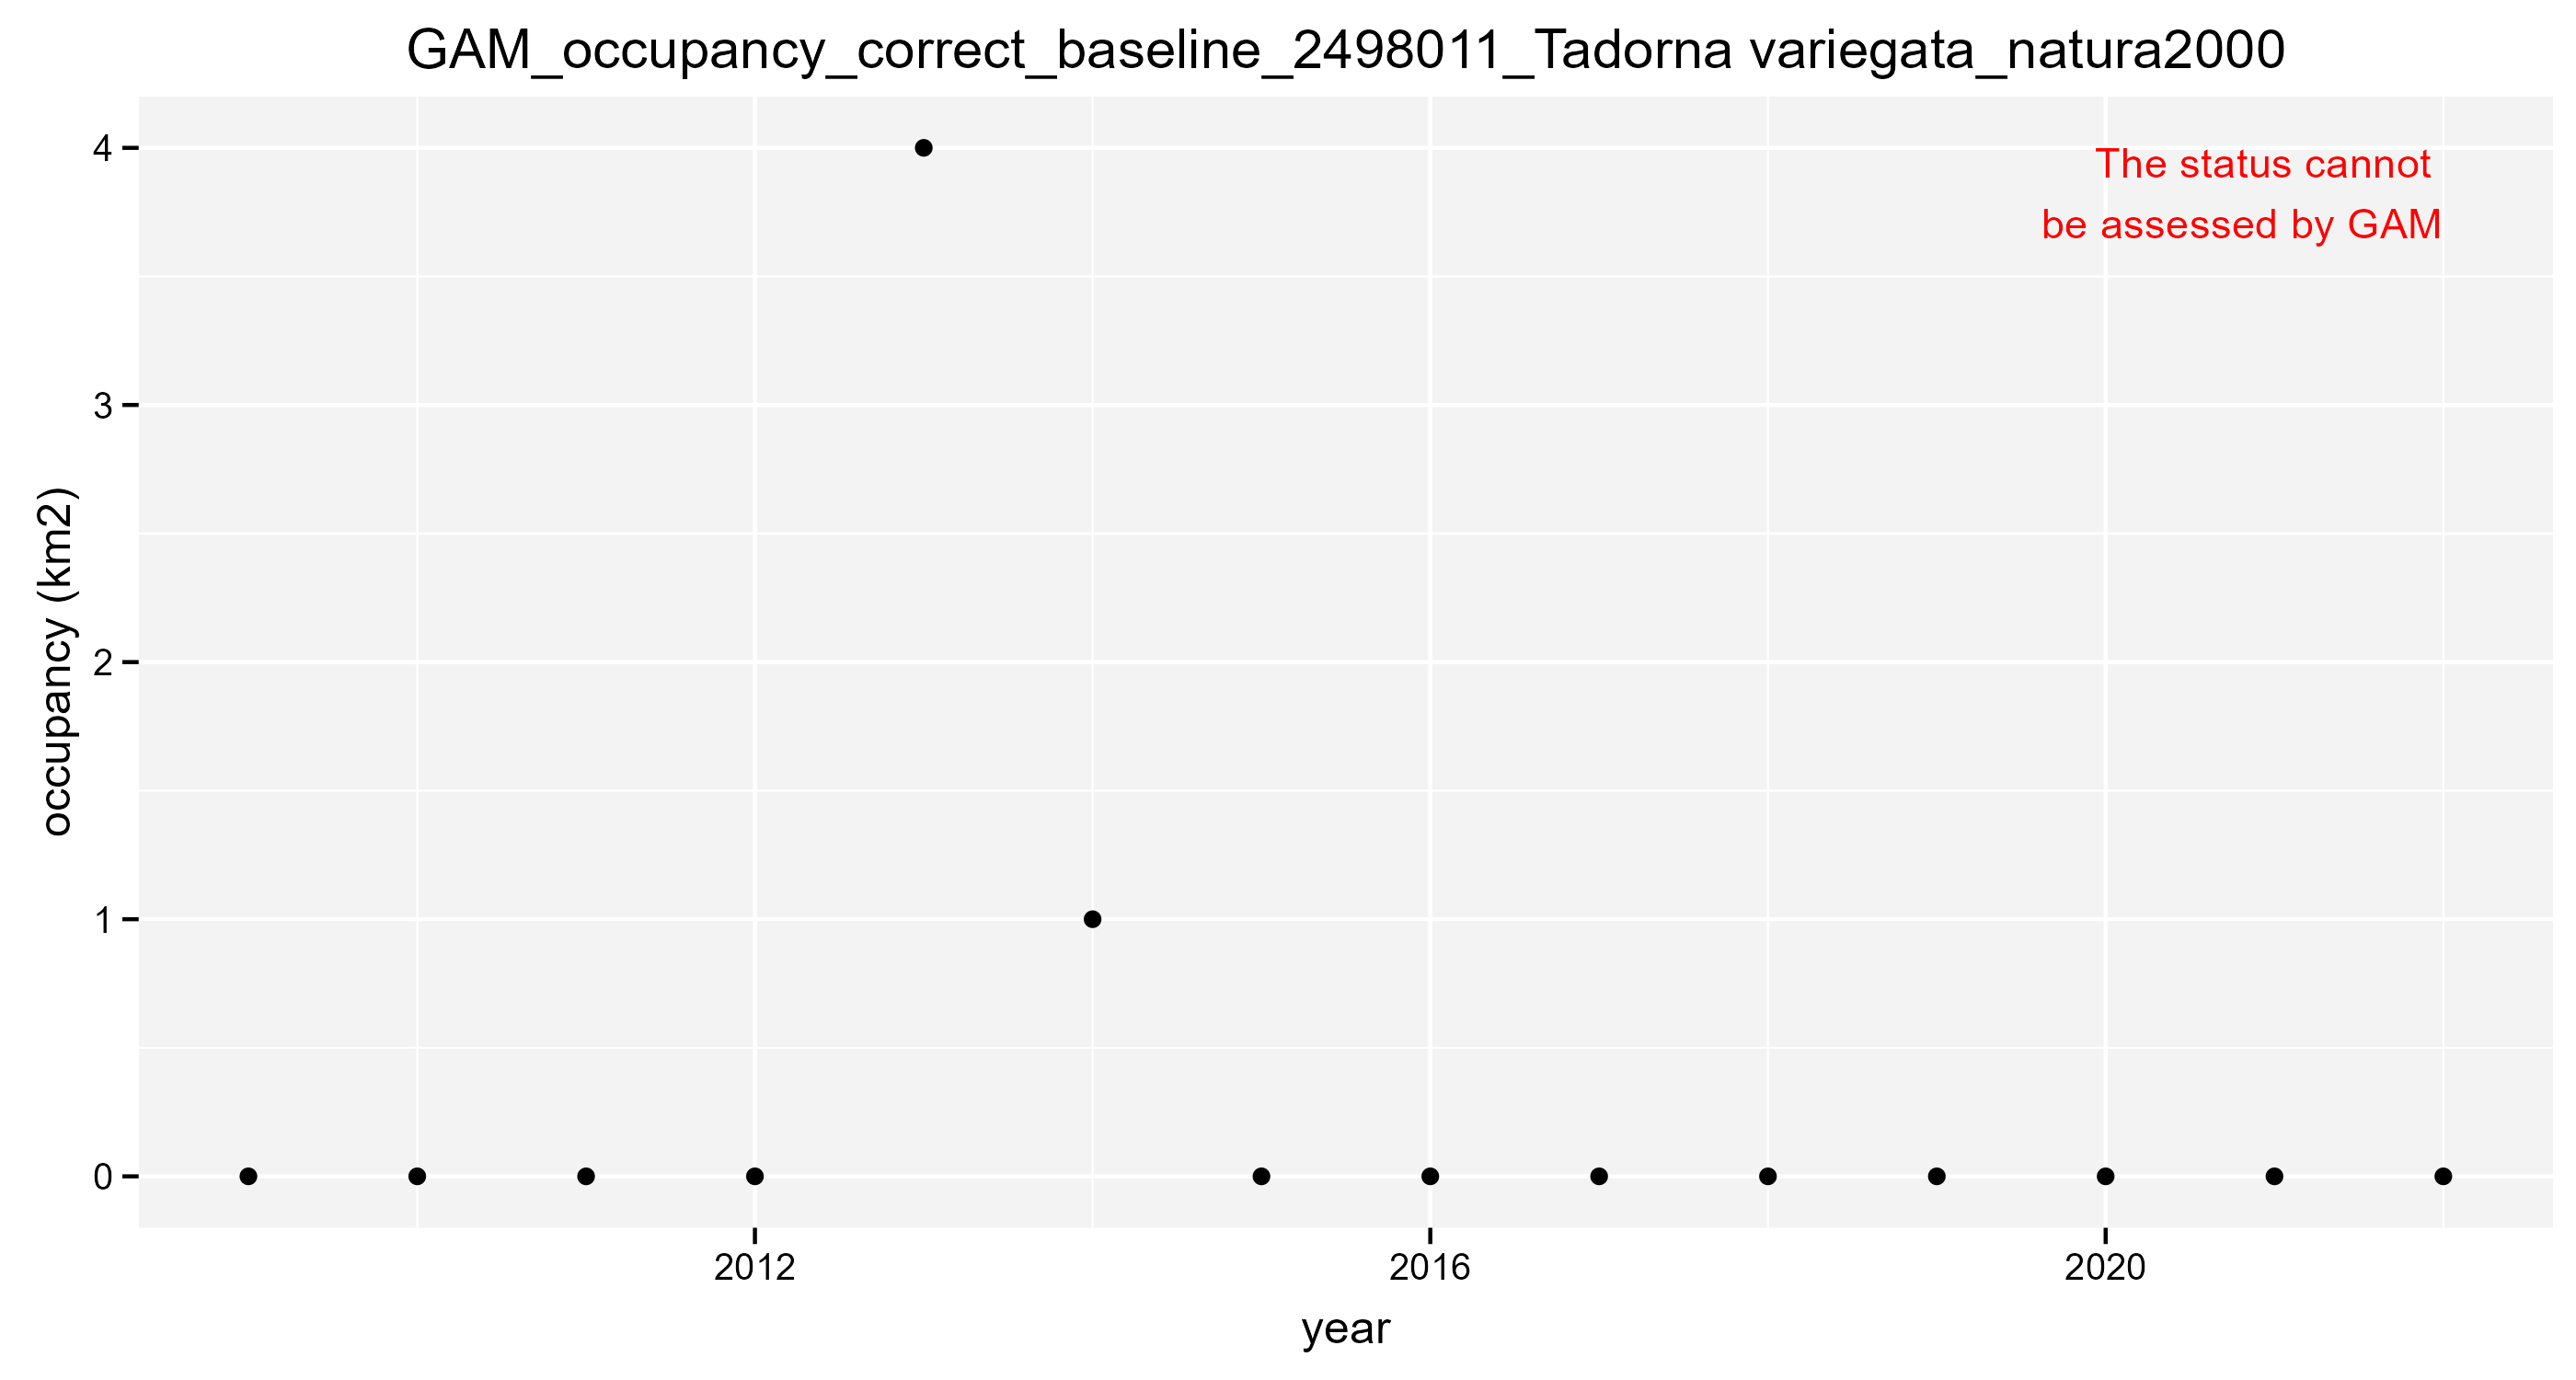 GAM_occupancy_correct_baseline_2498011_Tadorna variegata_natura2000
The status cannot
be assessed by GAM
occupancy (km2)
4
3
2
1
0
2012
2016
2020
year